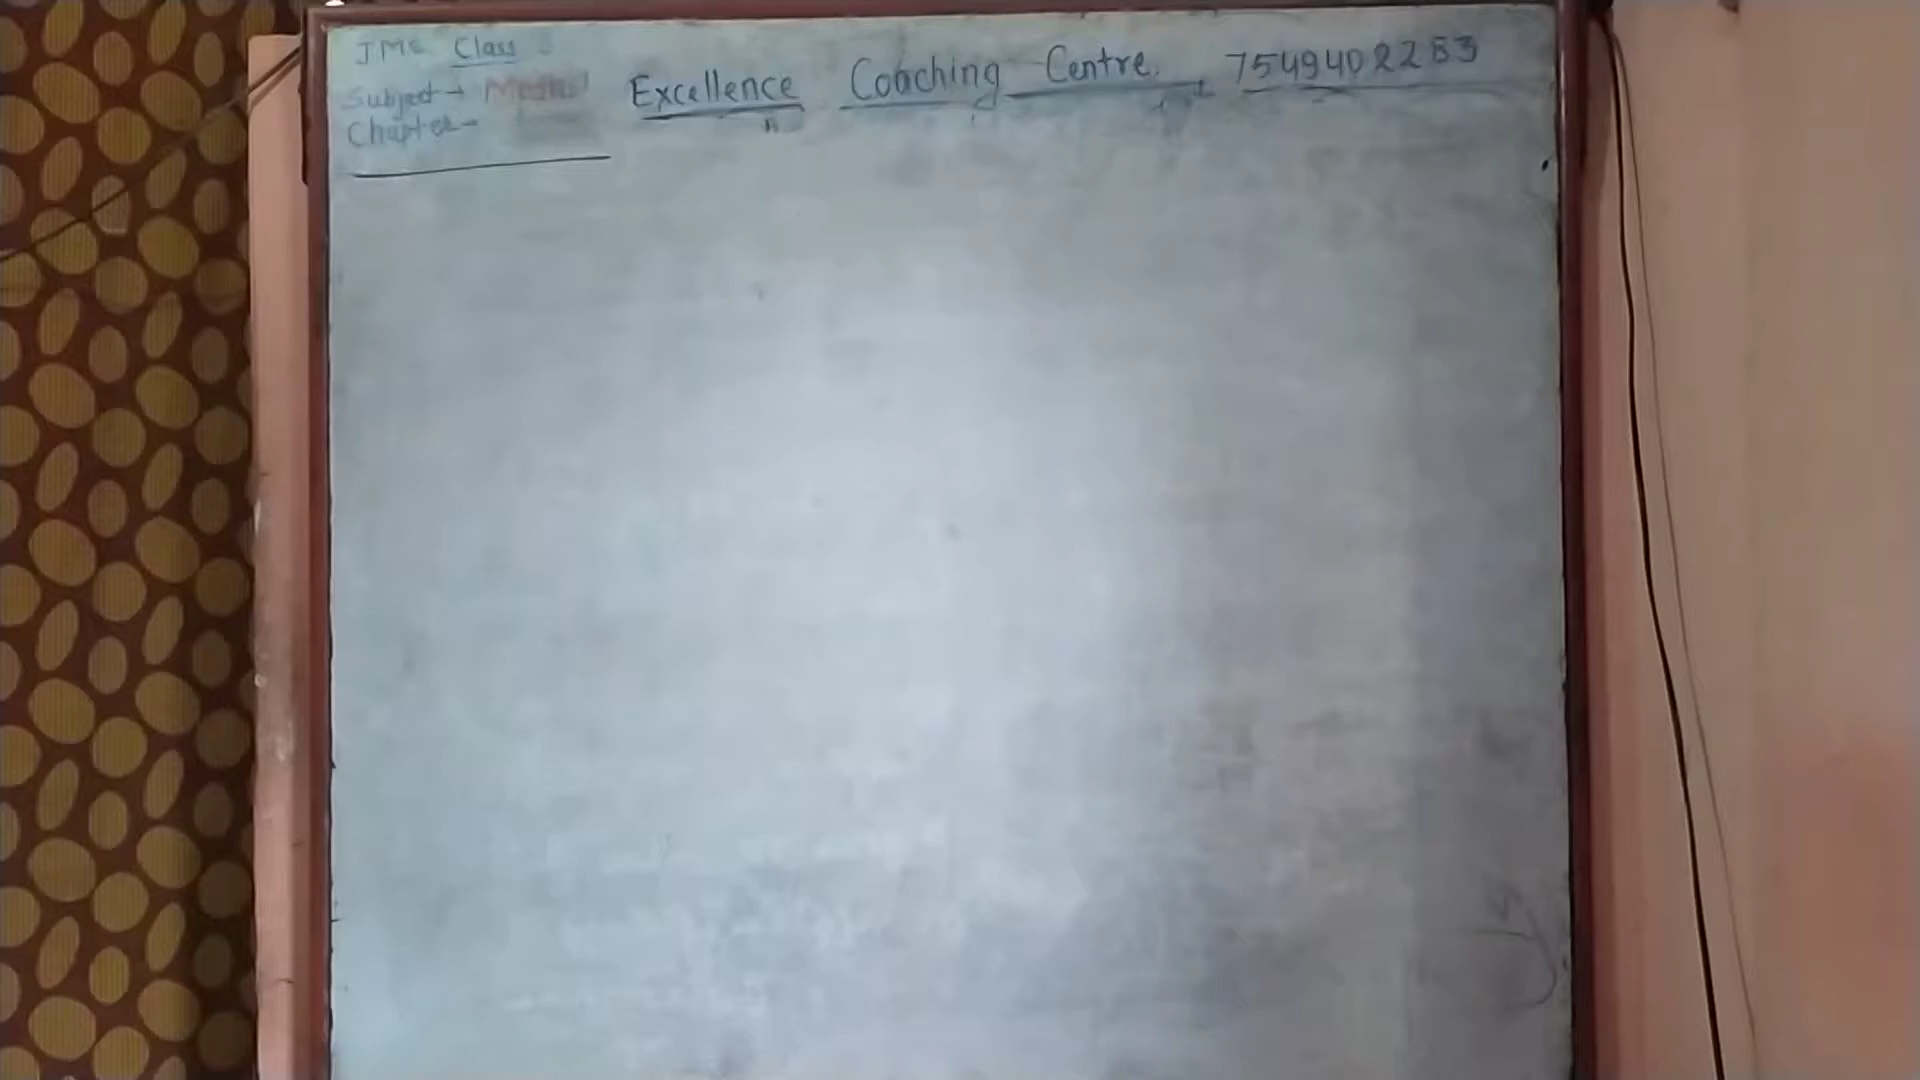 JMS Class
Subject →
Chapter -
Excellence Coaching Centre. 7549402283